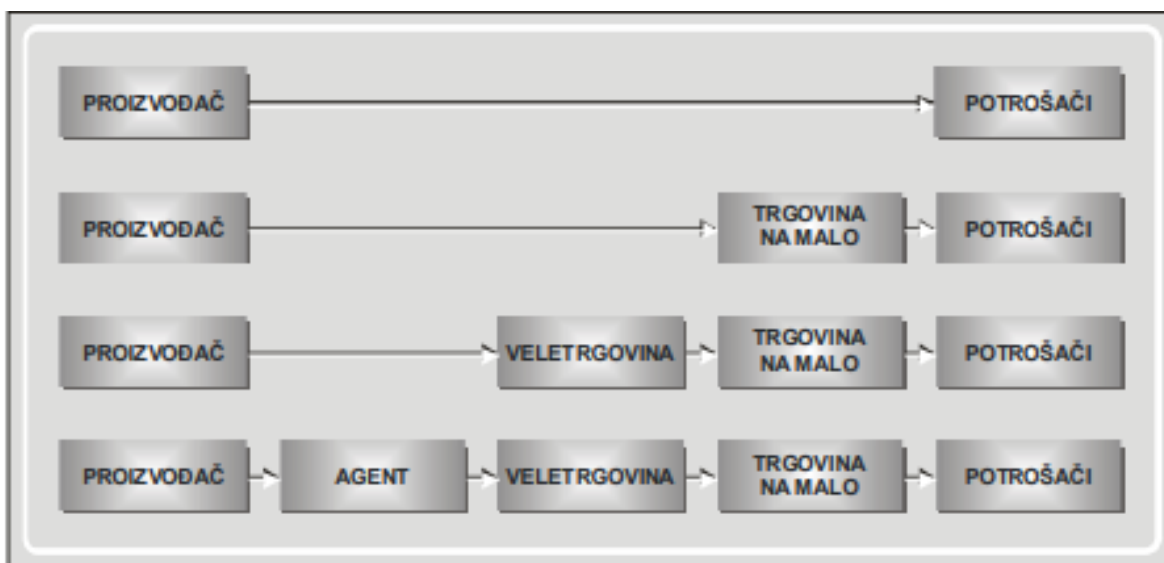 PROIZVOĐAČ
POTROŠAČI
PROIZVOĐAČ
TRGOVINA
NA MALO
POTROŠAČI
PROIZVOĐAČ
VELETRGOVINA
TRGOVINA
NA MALO
POTROŠAČI
PROIZVOĐAČ
AGENT
VELETRGOVINA
TRGOVINA
NA MALO
POTROŠAČI